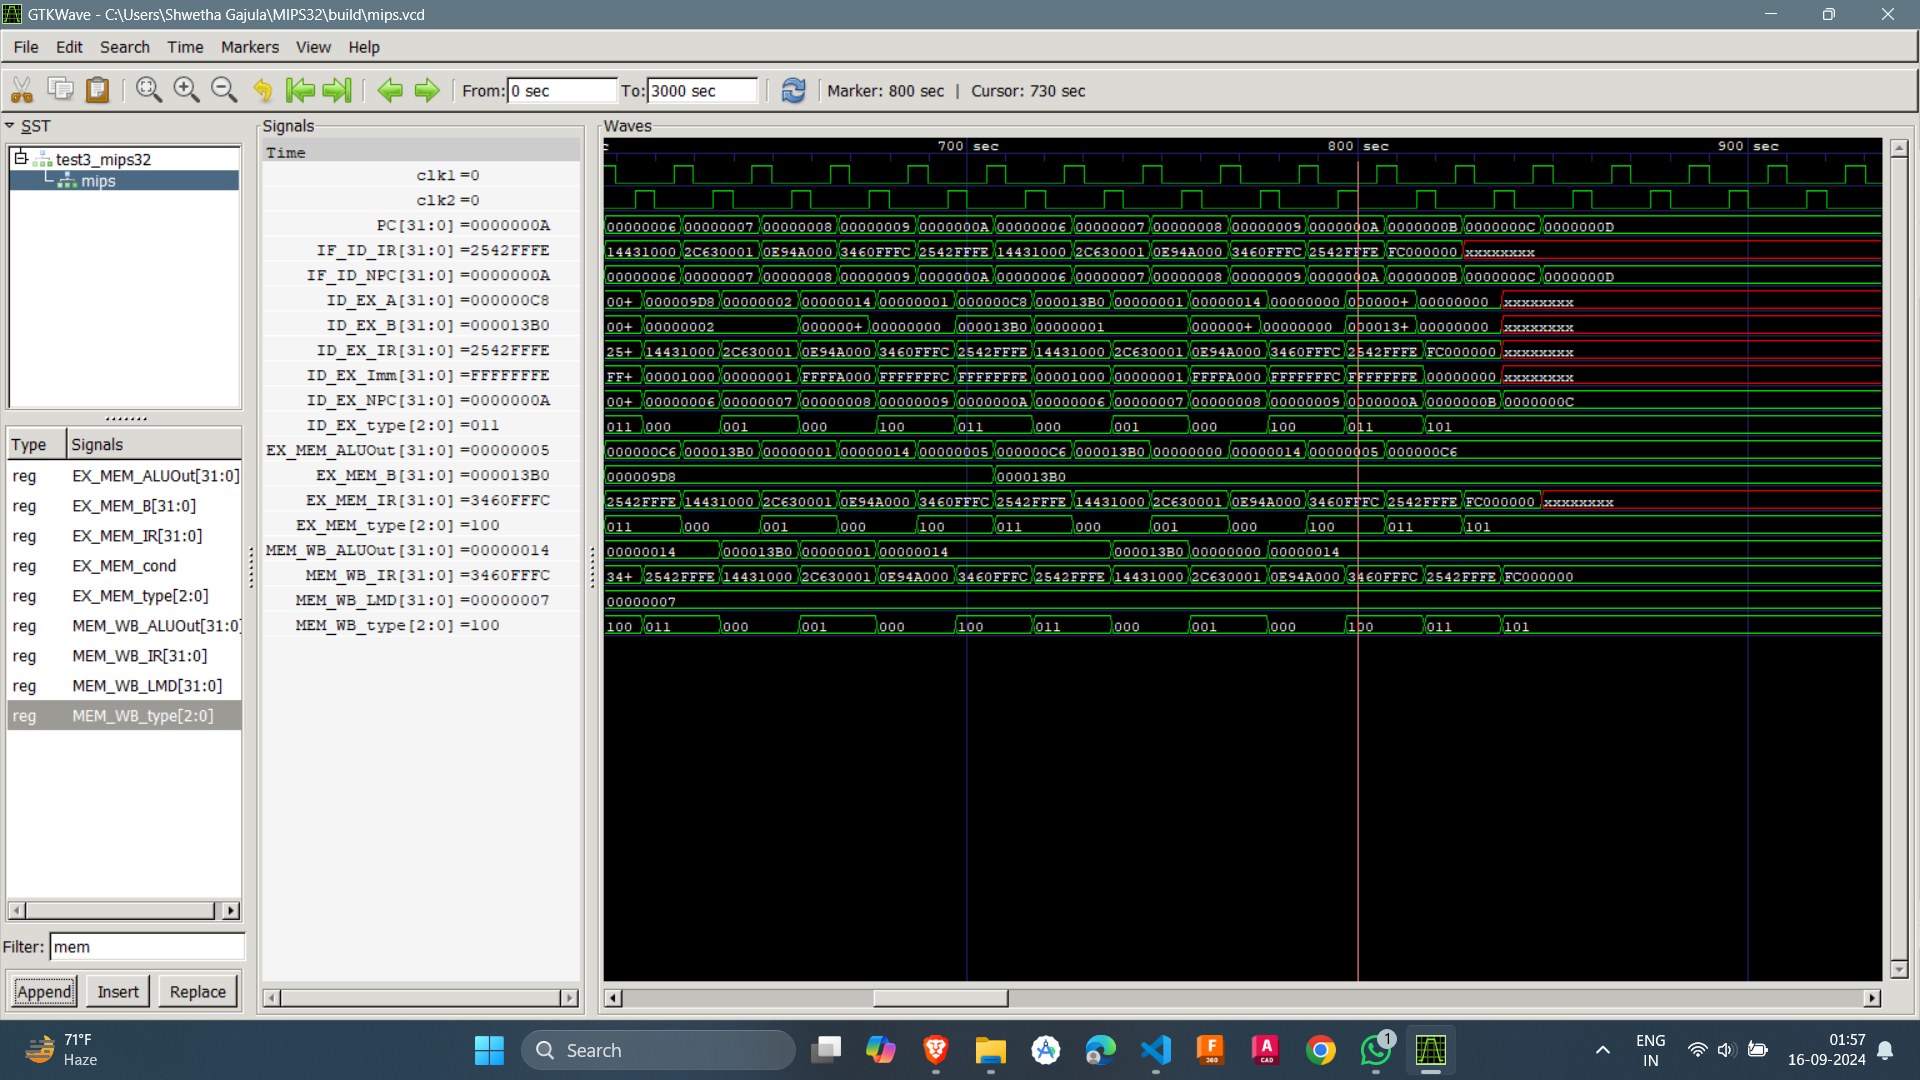 GTKWave - C:\Users\Shwetha Gajula\MIPS32\build\mips.vcd
File Edit Search Time Markers View Help
From: 0 sec To: 3000 sec Marker: 800 sec | Cursor: 730 sec
SST
test3_mips32
mips
Type Signals
reg EX_MEM_ALUOut[31:0]
reg EX_MEM_B[31:0]
reg EX_MEM_IR[31:0]
reg EX_MEM_cond
reg EX_MEM_type[2:0]
reg MEM_WB_ALUOut[31:0]
reg MEM_WB_IR[31:0]
reg MEM_WB_LMD[31:0]
reg MEM_WB_type[2:0]
Filter: mem
Append Insert Replace
Signals
Time
clk1 =0
clk2 =0
PC[31:0] =0000000A
IF_ID_IR[31:0] =2542FFFE
IF_ID_NPC[31:0] =0000000A
ID_EX_A[31:0] =000000C8
ID_EX_B[31:0] =000013B0
ID_EX_IR[31:0] =2542FFFE
ID_EX_Imm[31:0] =FFFFFFFE
ID_EX_NPC[31:0] =0000000A
ID_EX_type[2:0] =011
EX_MEM_ALUOut[31:0] =00000005
EX_MEM_B[31:0] =000013B0
EX_MEM_IR[31:0] =3460FFFC
EX_MEM_type[2:0] =100
MEM_WB_ALUOut[31:0] =00000014
MEM_WB_IR[31:0] =3460FFFC
MEM_WB_LMD[31:0] =00000007
MEM_WB_type[2:0] =100
Waves
700 sec 800 sec 900 sec
00000006 00000007 00000008 00000009 0000000A 00000006 00000007 00000008 00000009 0000000A 0000000B 0000000C 0000000D
14431000 2C630001 0E94A000 3460FFFC 2542FFFE 14431000 2C630001 0E94A000 3460FFFC 2542FFFE FC000000 xxxxxxxx
00000006 00000007 00000008 00000009 0000000A 00000006 00000007 00000008 00000009 0000000A 0000000B 0000000C 0000000D
00+ 000009D8 00000002 00000014 00000001 000000C8 000013B0 00000001 00000014 00000000 000000+ 00000000 xxxxxxxx
00+ 00000002 000000+ 00000000 000013B0 00000001 000000+ 00000000 000013+ 00000000 xxxxxxxx
25+ 14431000 2C630001 0E94A000 3460FFFC 2542FFFE 14431000 2C630001 0E94A000 3460FFFC 2542FFFE FC000000 xxxxxxxx
FF+ 00001000 00000001 FFFFA000 FFFFFFFC FFFFFFFE 00001000 00000001 FFFFA000 FFFFFFFC FFFFFFFE 00000000 xxxxxxxx
00+ 00000006 00000007 00000008 00000009 0000000A 00000006 00000007 00000008 00000009 0000000A 0000000B 0000000C
011 000 001 000 100 011 000 001 000 100 011 101
000000C6 000013B0 00000001 00000014 00000005 000000C6 000013B0 00000000 00000014 00000005 000000C6
000009D8 000013B0
2542FFFE 14431000 2C630001 0E94A000 3460FFFC 2542FFFE 14431000 2C630001 0E94A000 3460FFFC 2542FFFE FC000000 xxxxxxxx
011 000 001 000 100 011 000 001 000 100 011 101
00000014 000013B0 00000001 00000014 000013B0 00000000 00000014
34+ 2542FFFE 14431000 2C630001 0E94A000 3460FFFC 2542FFFE 14431000 2C630001 0E94A000 3460FFFC 2542FFFE FC000000
00000007
100 011 000 001 000 100 011 000 001 000 100 011 101
71°F
Haze
Search
F
360
A
CAD
1
ENG
IN
01:57
16-09-2024